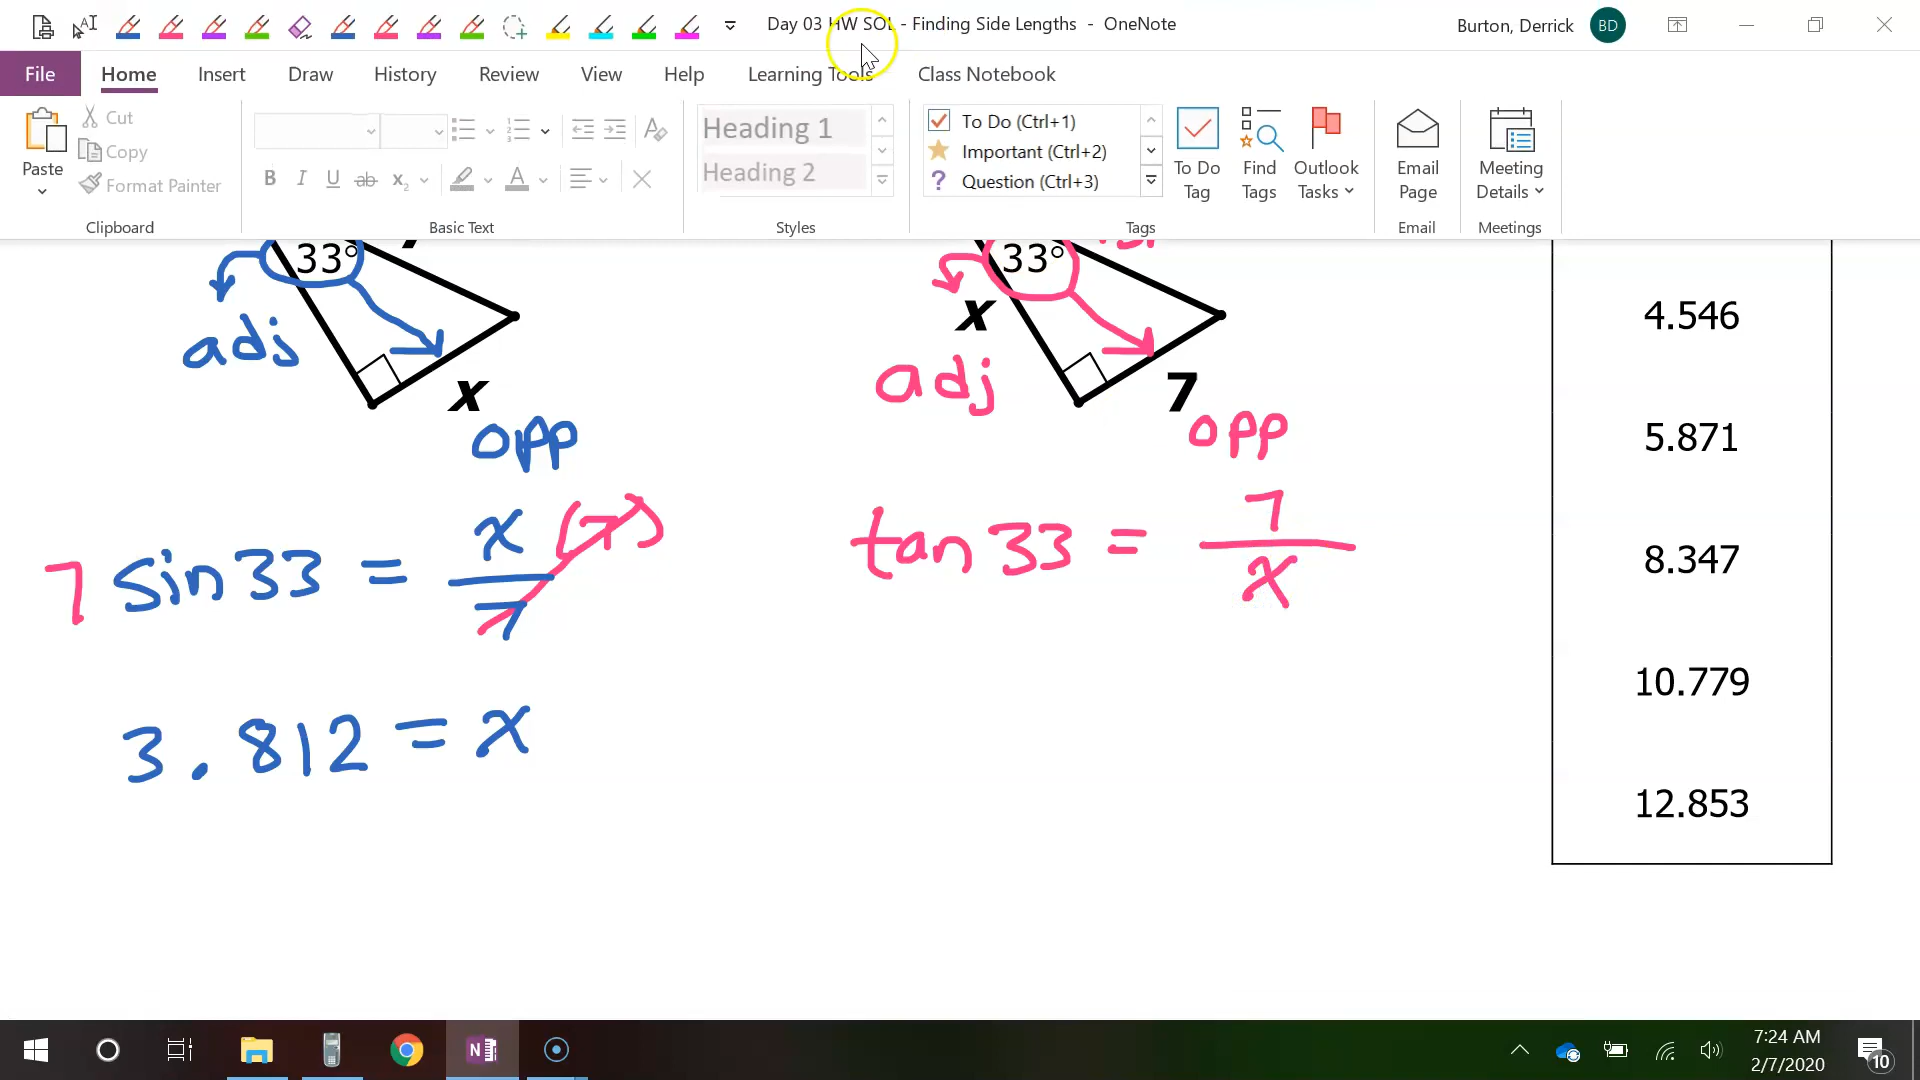 Day 03 HW SOL - Finding Side Lengths - OneNote
Burton, Derrick
BD
File
Home
Insert
Draw
History
Review
View
Help
Learning Tools
Class Notebook
Paste
Cut
Copy
Format Painter
Clipboard
B I U ab x₂ A
Basic Text
Heading 1
Heading 2
Styles
To Do (Ctrl+1)
Important (Ctrl+2)
? Question (Ctrl+3)
To Do
Tag
Find
Tags
Outlook
Tasks
Tags
Email
Page
Email
Meeting
Details
Meetings
33°
adj
x
opp
7 sin 33 = x/7 (7)
3.812 = x
33°
x
adj
7
opp
tan 33 = 7/x
4.546
5.871
8.347
10.779
12.853
N
7:24 AM
2/7/2020
10